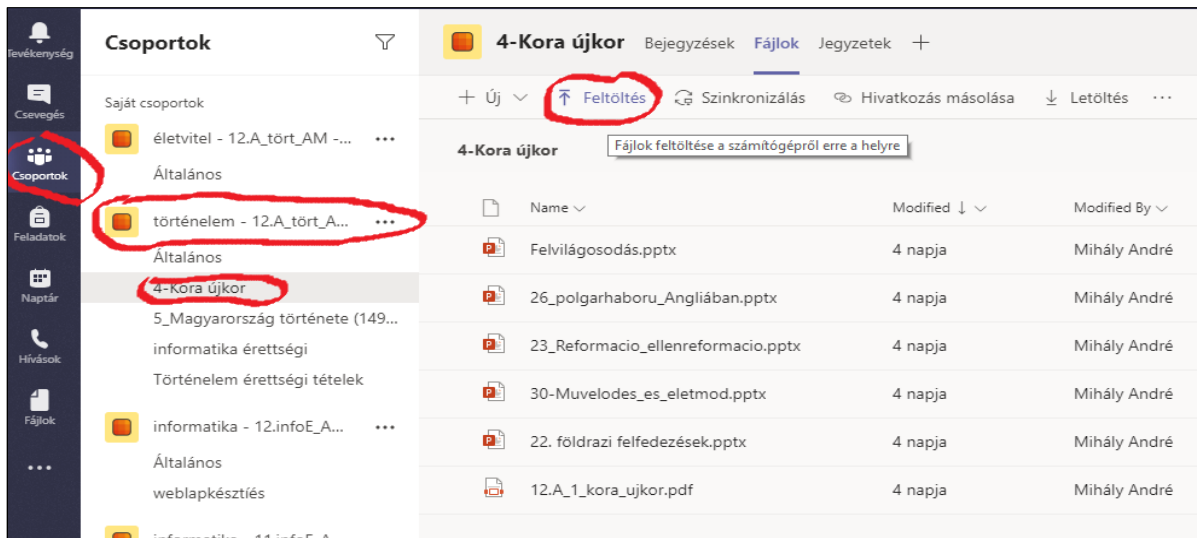 Tevékenység
Csevegés
Csoportok
Feladatok
Naptár
Hívások
Fájlok
Csoportok
Saját csoportok
életvitel - 12.A_tört_AM -...
Általános
történelem - 12.A_tört_A...
Általános
4-Kora újkor
5_Magyarország története (149...
informatika érettségi
Történelem érettségi tételek
informatika - 12.infoE_A...
Általános
weblapkésztíés
informatika - 11.infoE_A
4-Kora újkor Bejegyzések Fájlok Jegyzetek +
+ Új Feltöltés Szinkronizálás Hivatkozás másolása Letöltés ...
4-Kora újkor
Fájlok feltöltése a számítógépről erre a helyre
Name Modified ↓ Modified By
Felvilágosodás.pptx 4 napja Mihály André
26_polgarhaboru_Angliában.pptx 4 napja Mihály André
23_Reformacio_ellenreformacio.pptx 4 napja Mihály André
30-Muvelodes_es_eletmod.pptx 4 napja Mihály André
22. földrazi felfedezések.pptx 4 napja Mihály André
12.A_1_kora_ujkor.pdf 4 napja Mihály André